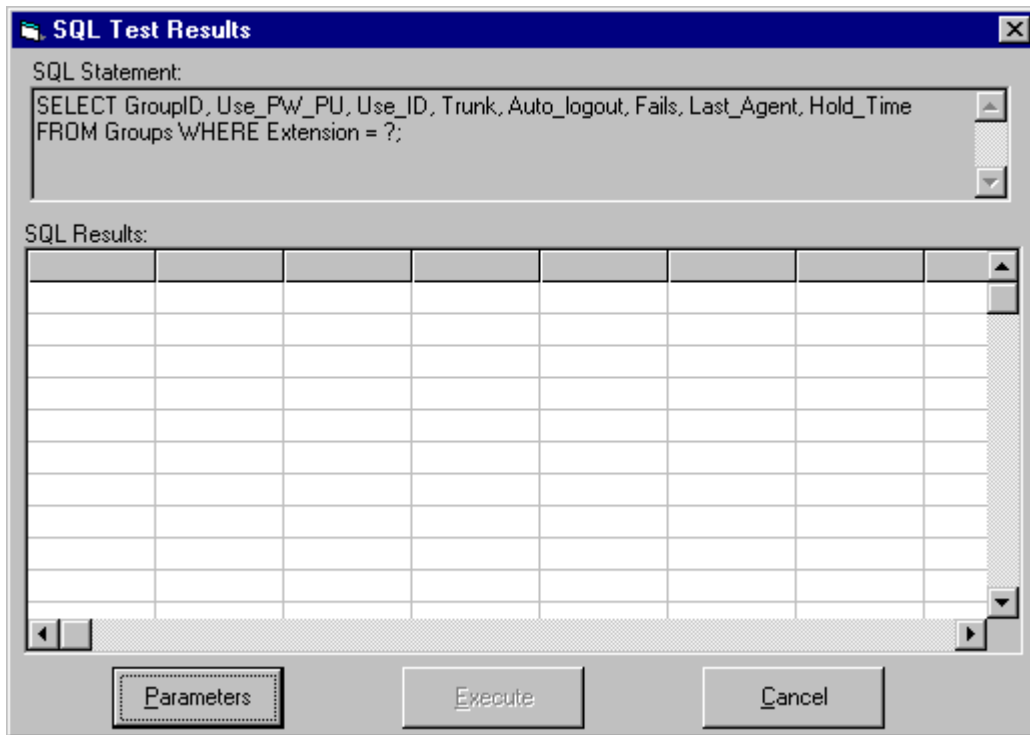 SQL Test Results
SQL Statement:
SELECT GroupID, Use_PW_PU, Use_ID, Trunk, Auto_logout, Fails, Last_Agent, Hold_Time
FROM Groups WHERE Extension = ?;
SQL Results:
Parameters
Execute
Cancel